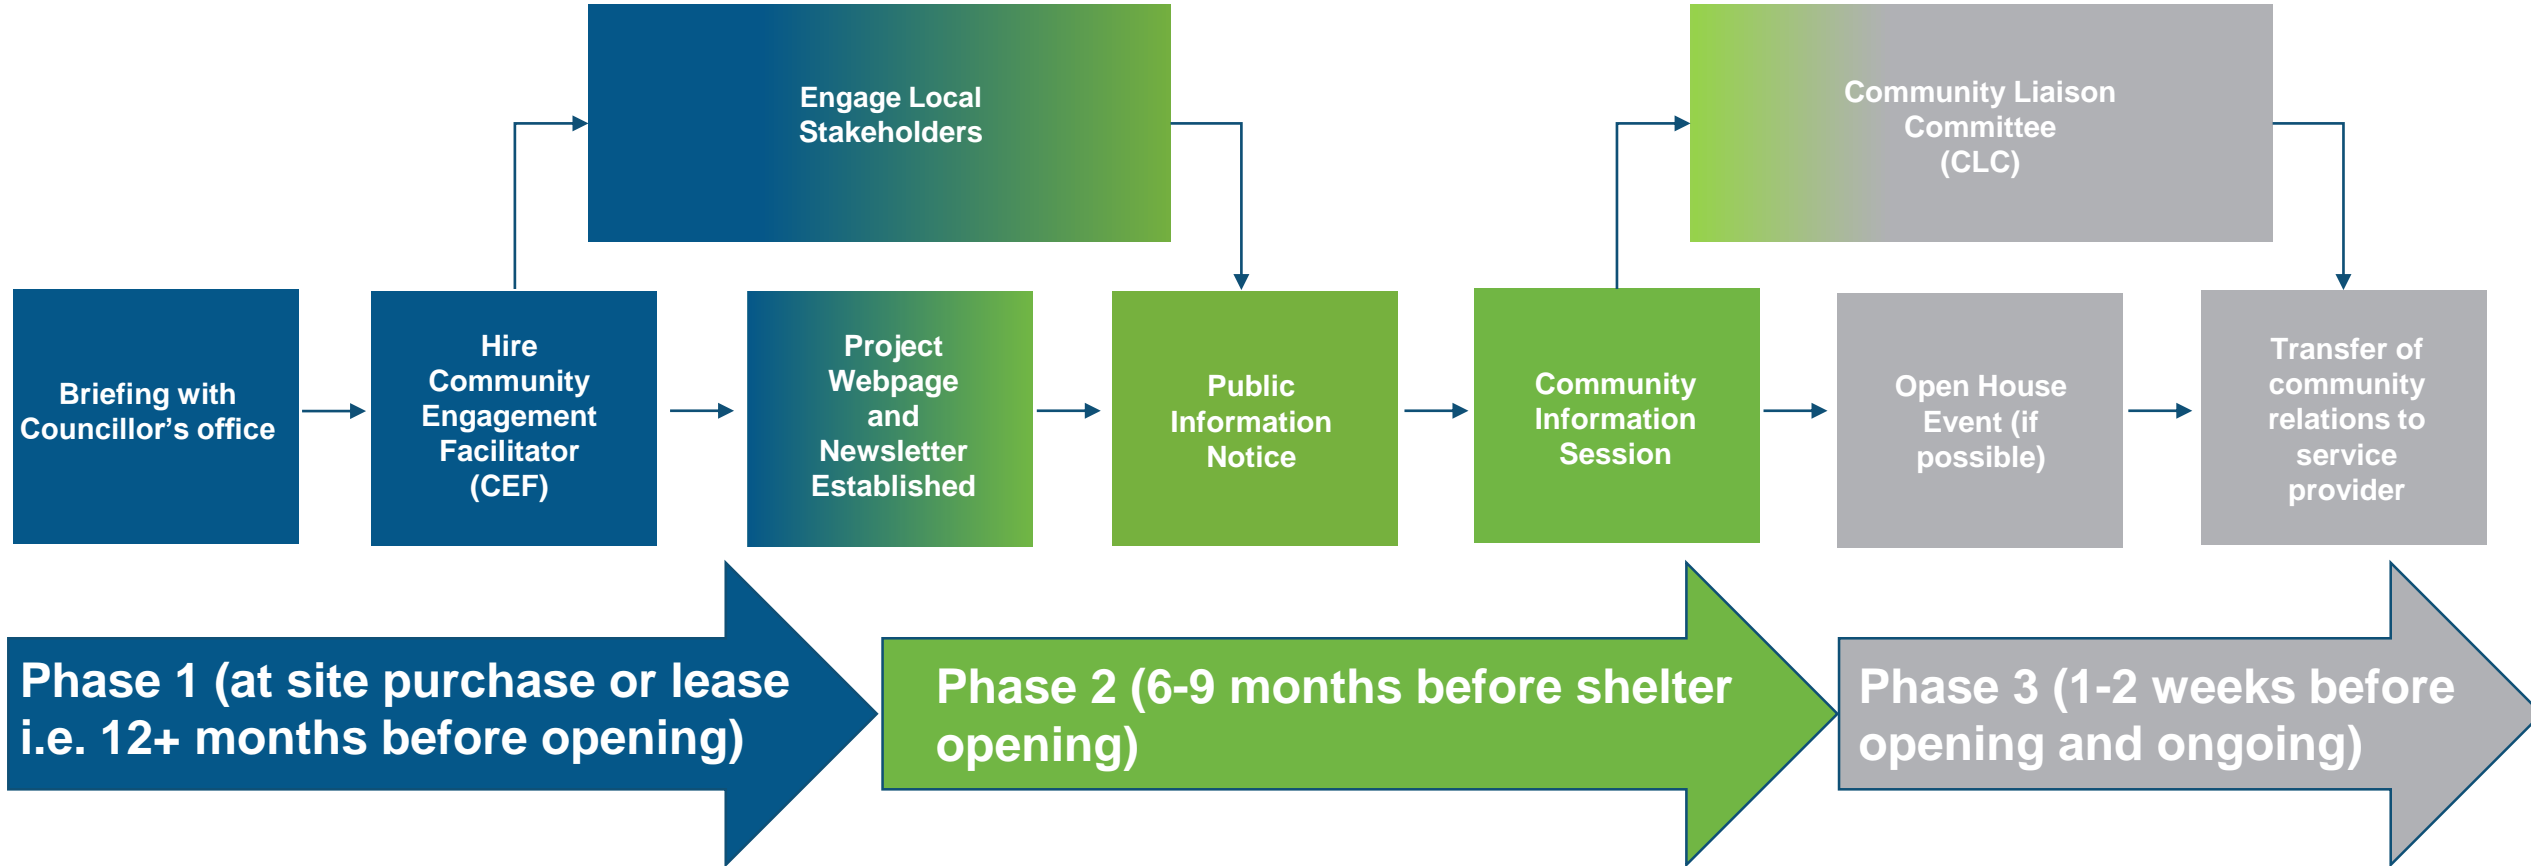 Engage Local
Stakeholders
Community Liaison
Committee
(CLC)
Briefing with
Councillor’s office
Hire
Community
Engagement
Facilitator
(CEF)
Project
Webpage
and
Newsletter
Established
Public
Information
Notice
Community
Information
Session
Open House
Event (if
possible)
Transfer of
community
relations to
service
provider
Phase 1 (at site purchase or lease
i.e. 12+ months before opening)
Phase 2 (6-9 months before shelter
opening)
Phase 3 (1-2 weeks before
opening and ongoing)